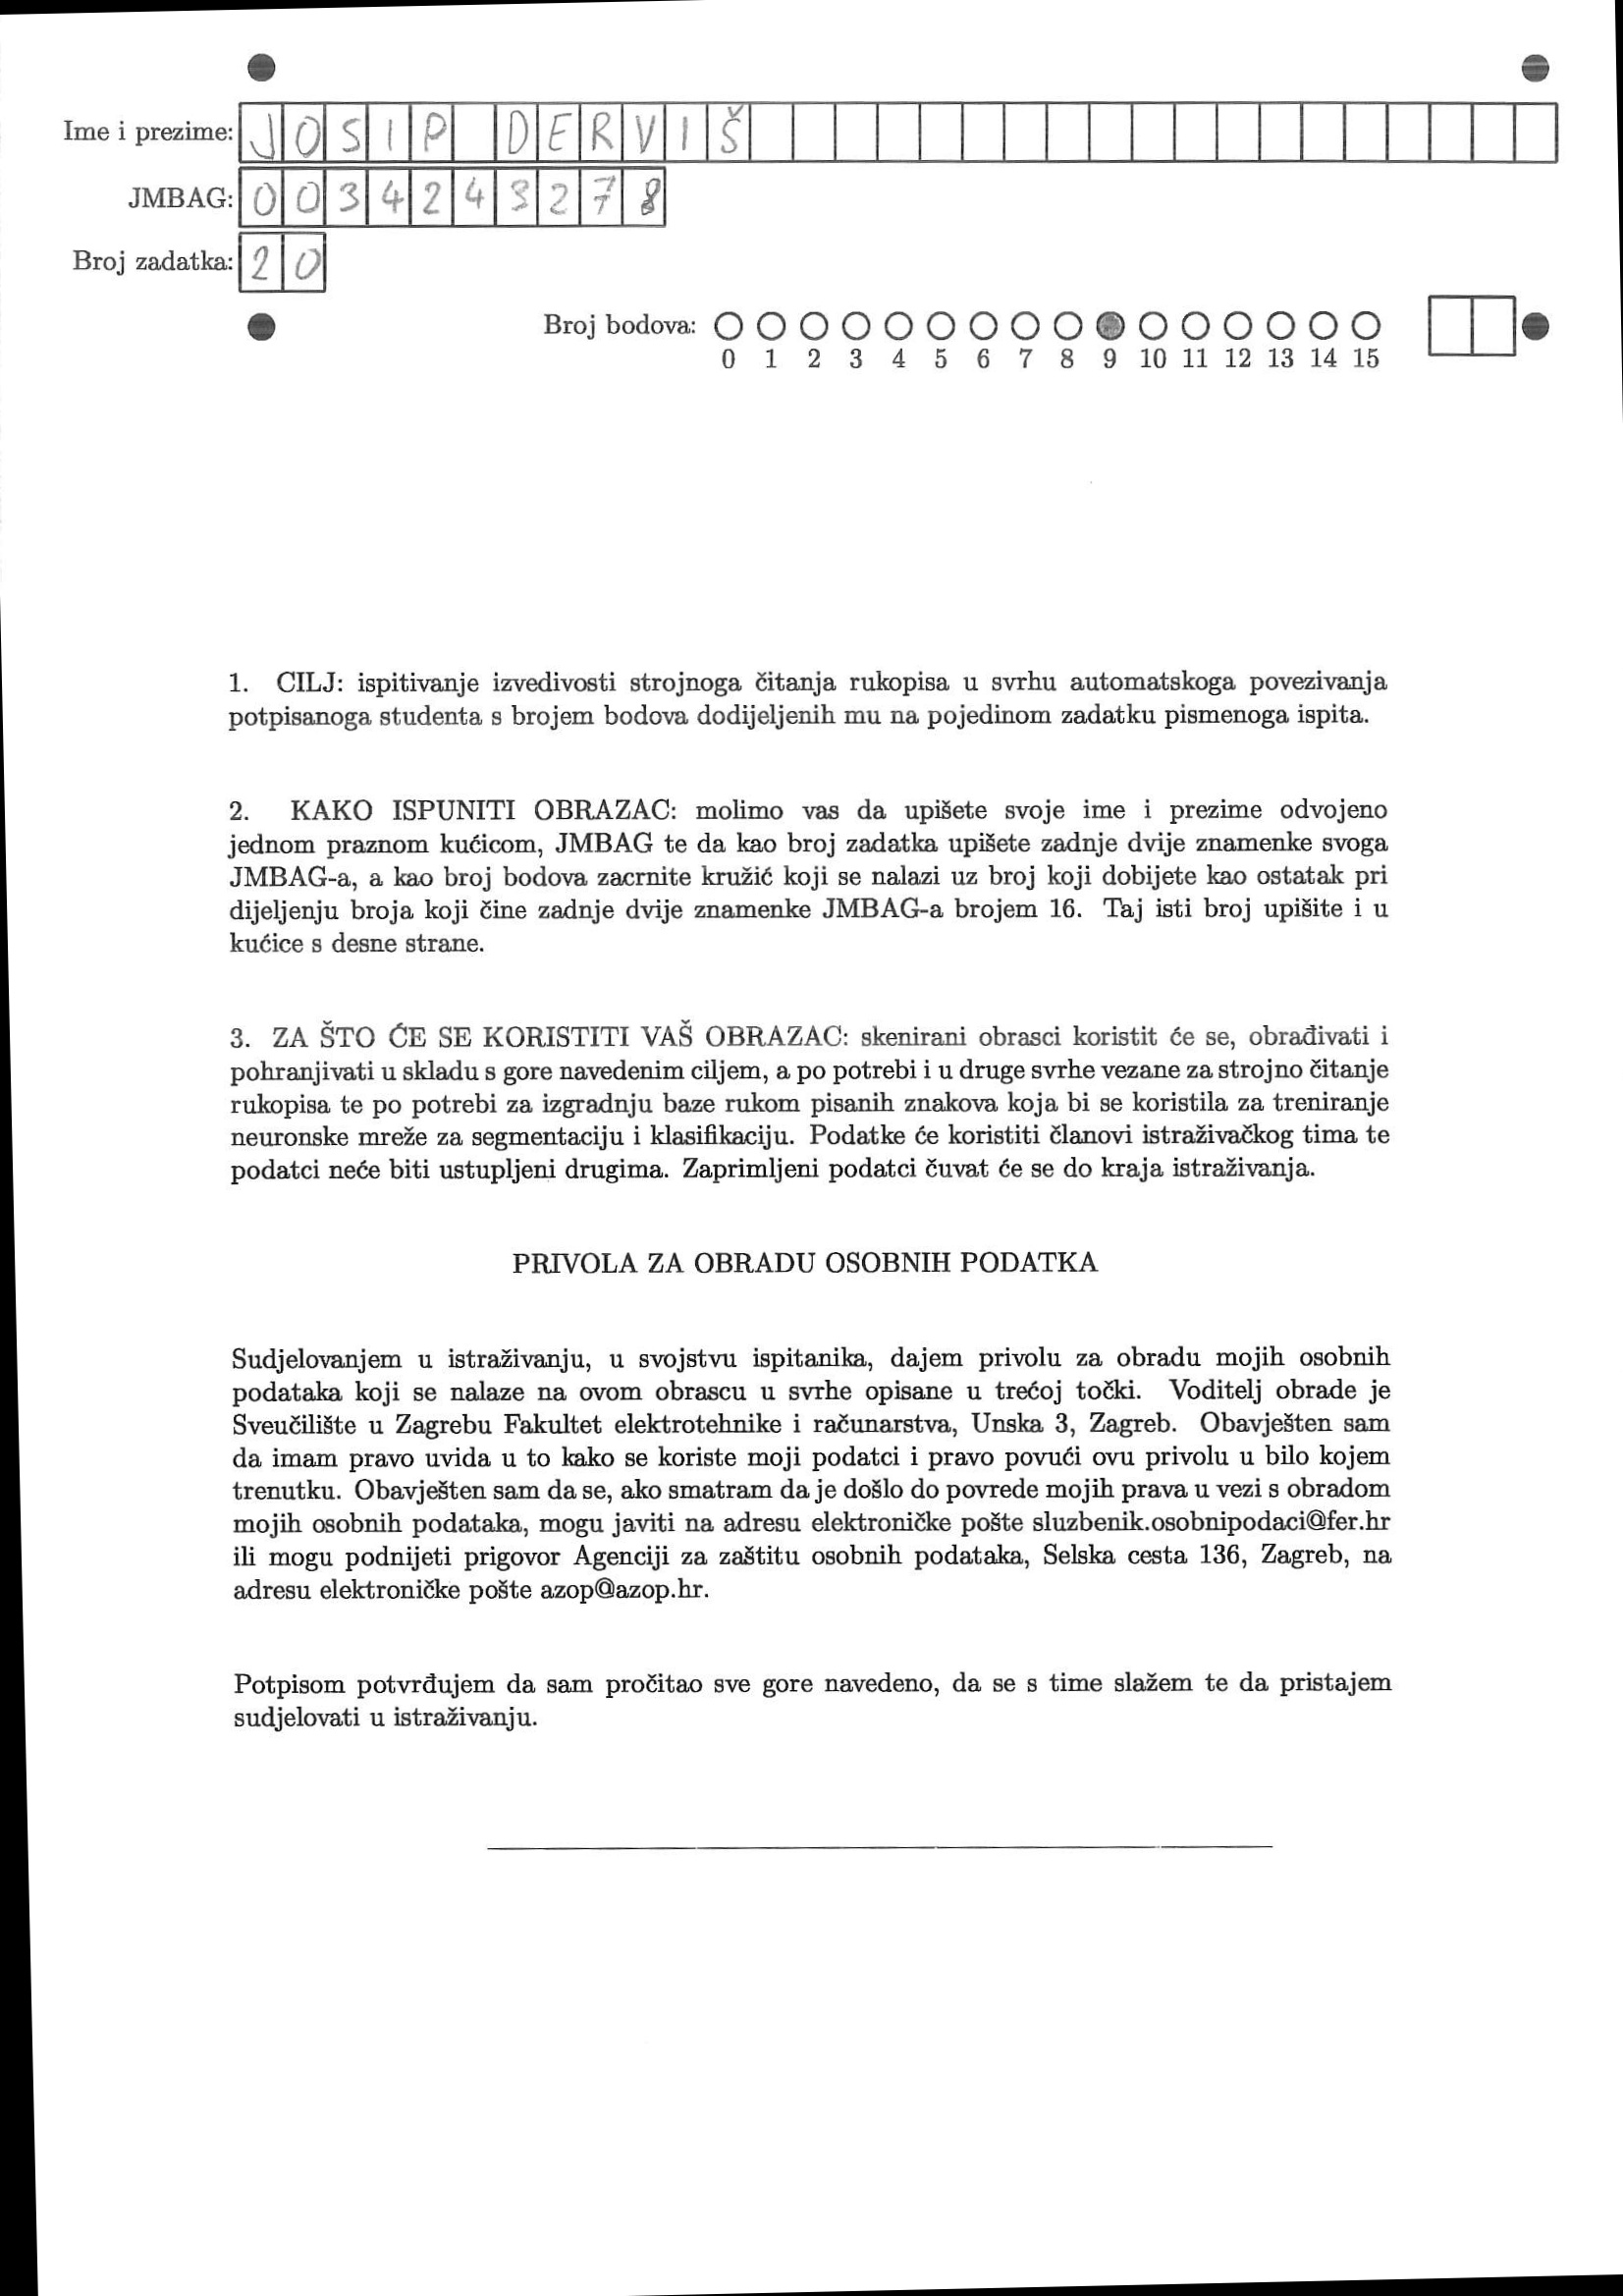 Ime i prezime: JOSIP DERVIŠ
JMBAG: 0034243278
Broj zadatka: 20
Broj bodova:
0 1 2 3 4 5 6 7 8 9 10 11 12 13 14 15
1. CILJ: ispitivanje izvedivosti strojnoga čitanja rukopisa u svrhu automatskoga povezivanja
potpisanoga studenta s brojem bodova dodijeljenih mu na pojedinom zadatku pismenoga ispita.
2. KAKO ISPUNITI OBRAZAC: molimo vas da upišete svoje ime i prezime odvojeno
jednom praznom kućicom, JMBAG te da kao broj zadatka upišete zadnje dvije znamenke svoga
JMBAG-a, a kao broj bodova zacrnite kružić koji se nalazi uz broj koji dobijete kao ostatak pri
dijeljenju broja koji čine zadnje dvije znamenke JMBAG-a brojem 16. Taj isti broj upišite i u
kućice s desne strane.
3. ZA ŠTO ĆE SE KORISTITI VAŠ OBRAZAC: skenirani obrasci koristit će se, obrađivati i
pohranjivati u skladu s gore navedenim ciljem, a po potrebi i u druge svrhe vezane za strojno čitanje
rukopisa te po potrebi za izgradnju baze rukom pisanih znakova koja bi se koristila za treniranje
neuronske mreže za segmentaciju i klasifikaciju. Podatke će koristiti članovi istraživačkog tima te
podatci neće biti ustupljeni drugima. Zaprimljeni podatci čuvat će se do kraja istraživanja.
PRIVOLA ZA OBRADU OSOBNIH PODATKA
Sudjelovanjem u istraživanju, u svojstvu ispitanika, dajem privolu za obradu mojih osobnih
podataka koji se nalaze na ovom obrascu u svrhe opisane u trećoj točki. Voditelj obrade je
Sveučilište u Zagrebu Fakultet elektrotehnike i računarstva, Unska 3, Zagreb. Obavješten sam
da imam pravo uvida u to kako se koriste moji podatci i pravo povući ovu privolu u bilo kojem
trenutku. Obavješten sam da se, ako smatram da je došlo do povrede mojih prava u vezi s obradom
mojih osobnih podataka, mogu javiti na adresu elektroničke pošte sluzbenik.osobnipodaci@fer.hr
ili mogu podnijeti prigovor Agenciji za zaštitu osobnih podataka, Selska cesta 136, Zagreb, na
adresu elektroničke pošte azop@azop.hr.
Potpisom potvrđujem da sam pročitao sve gore navedeno, da se s time slažem te da pristajem
sudjelovati u istraživanju.